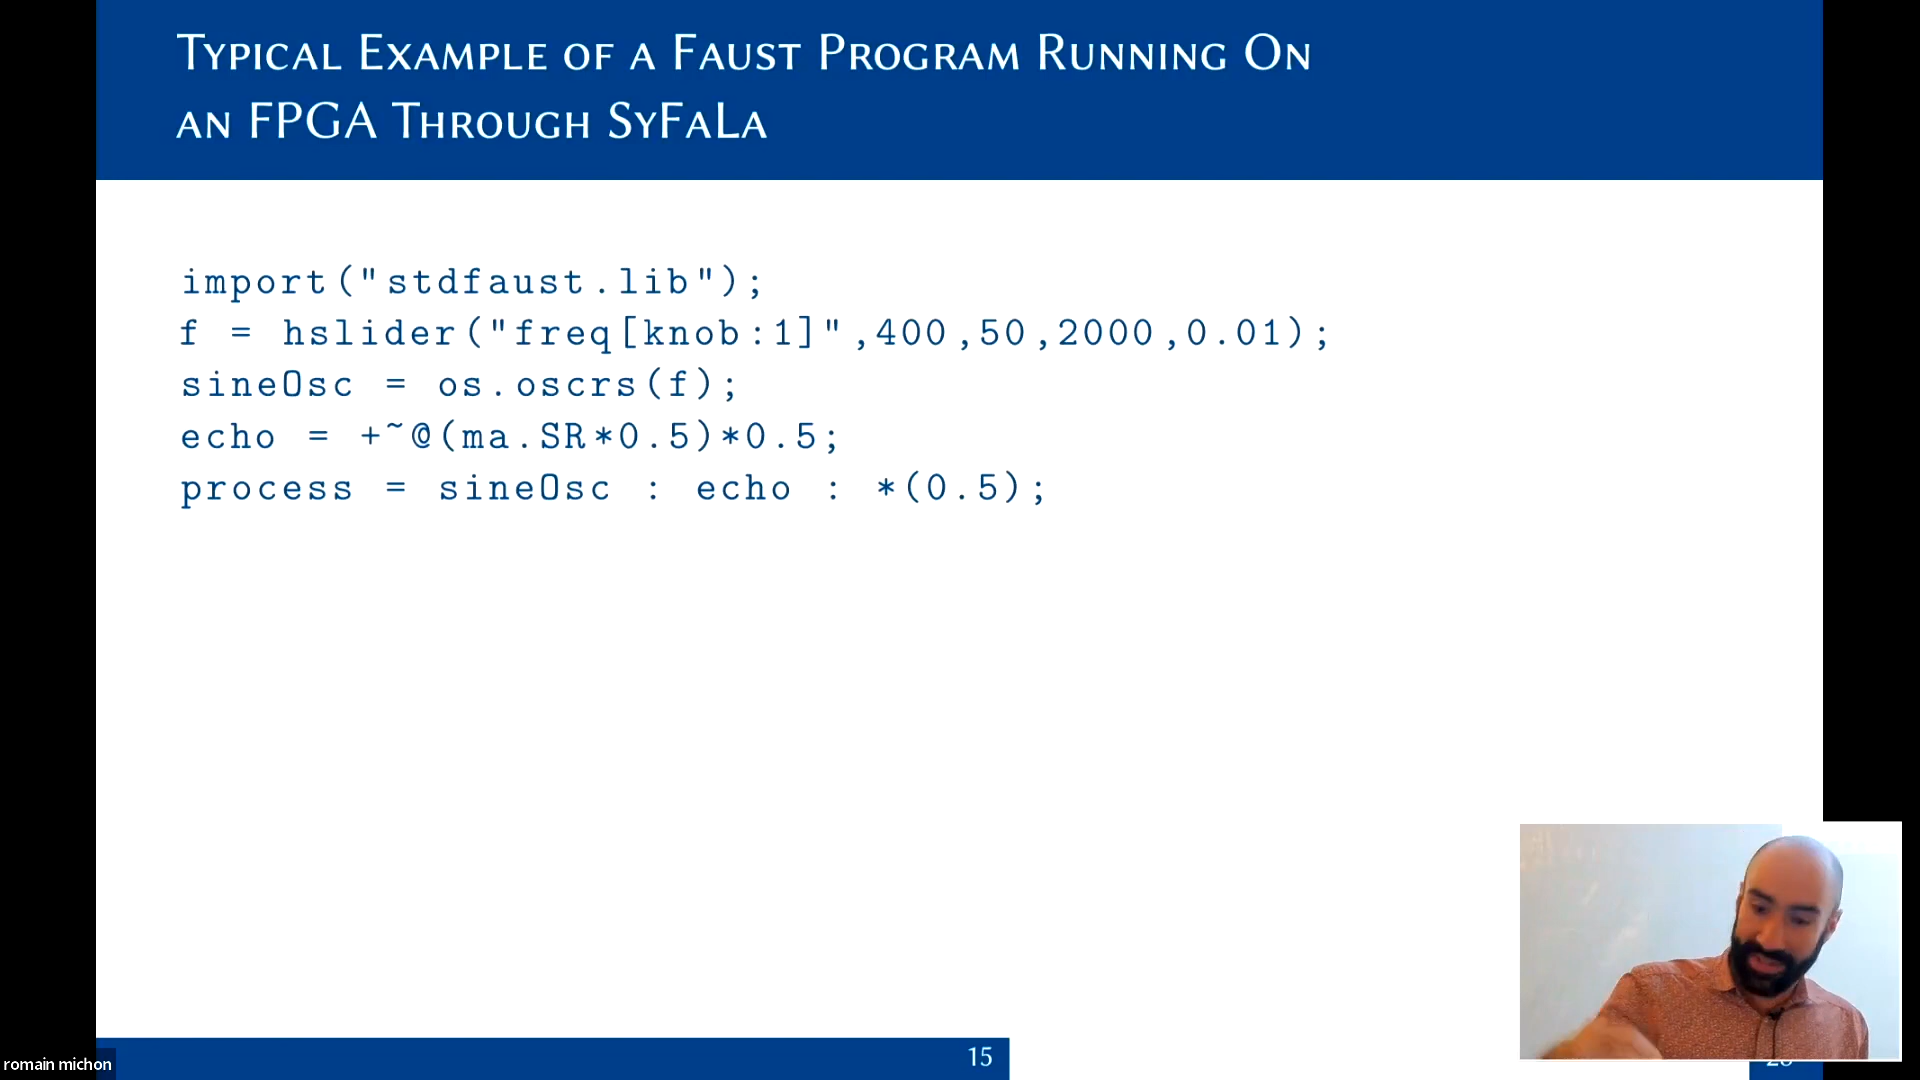 Typical Example of a Faust Program Running On
an FPGA Through SyFaLa
import("stdfaust.lib");
f = hslider("freq[knob:1]",400,50,2000,0.01);
sineOsc = os.oscrs(f);
echo = +~@(ma.SR*0.5)*0.5;
process = sineOsc : echo : *(0.5);
15
romain michon